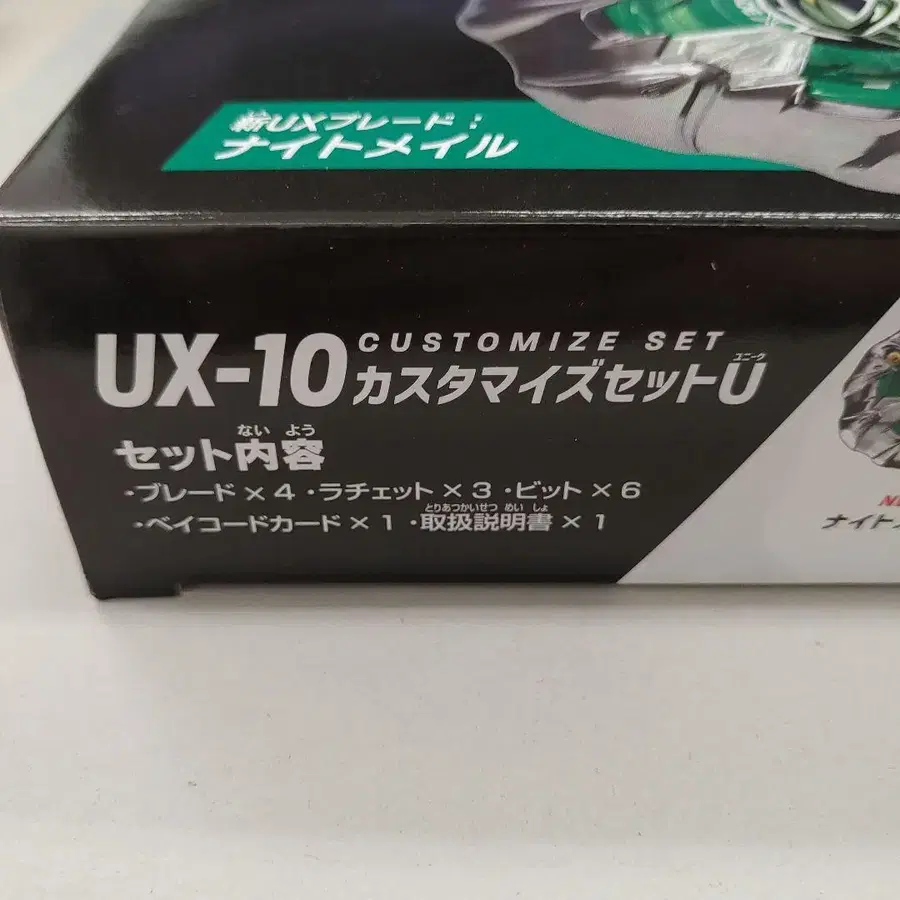 新UXブレード：
ナイトメイル
CUSTOMIZE SET
UX-10 カスタマイズセットU
ユニーク
ない よう
セット内容
・ブレード×4・ラチェット×3・ビット×6
とりあつかいせつ めい しょ
・ベイコードカード×1・取扱説明書×1
ナイト